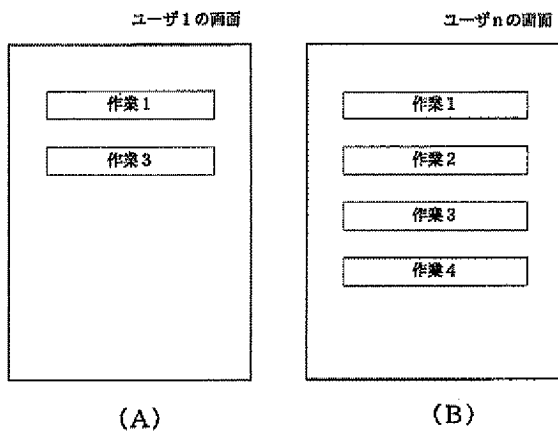 ユーザ1の画面
作業1
作業3
(A)
ユーザnの画面
作業1
作業2
作業3
作業4
(B)